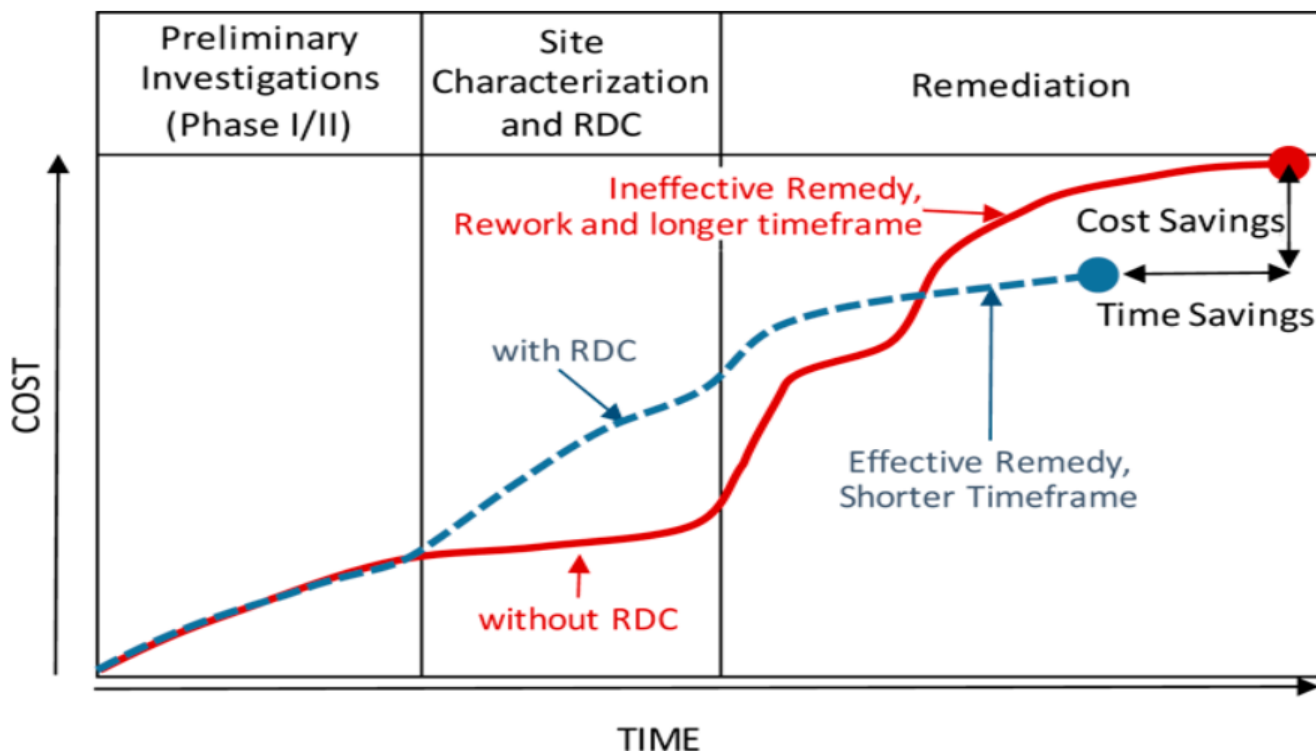 Preliminary
Investigations
(Phase I/II)
Site
Characterization
and RDC
Remediation
Ineffective Remedy,
Rework and longer timeframe
Cost Savings
Time Savings
with RDC
Effective Remedy,
Shorter Timeframe
without RDC
COST
TIME